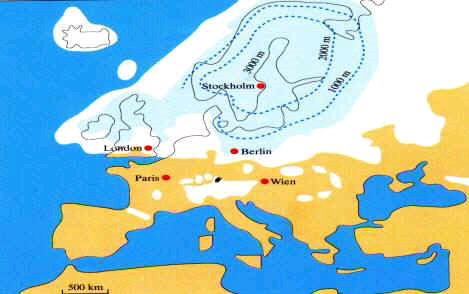 3000 m
2000 m
1000 m
Stockholm
London
Berlin
Paris
Wien
500 km